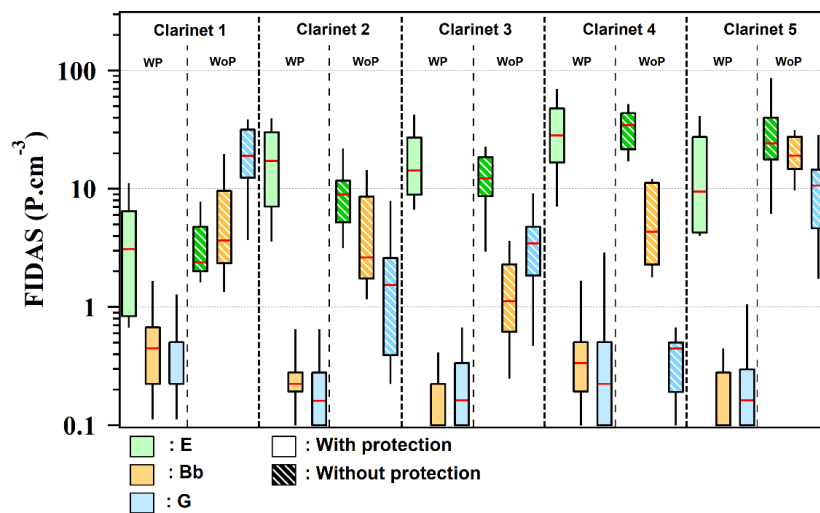 Clarinet 1 Clarinet 2 Clarinet 3 Clarinet 4 Clarinet 5
WP WoP WP WoP WP WoP WP WoP WP WoP
FIDAS (P.cm⁻³)
100
10
1
0.1
: E : With protection
: Bb : Without protection
: G